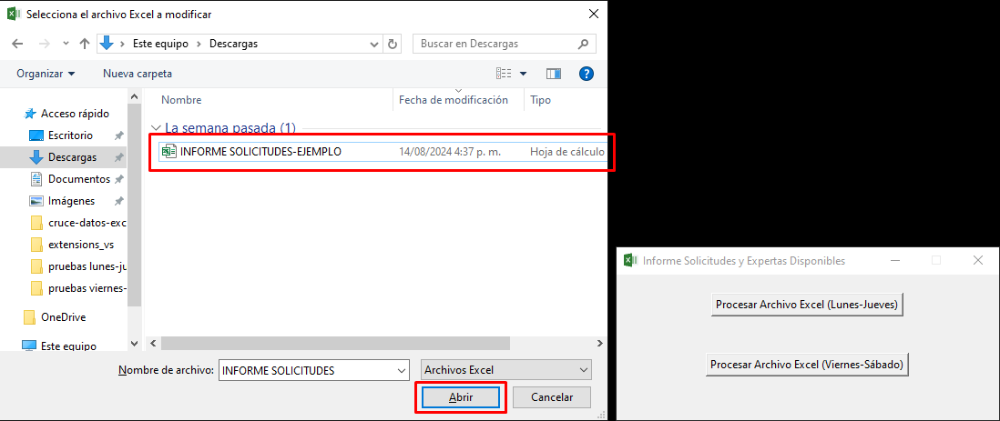 Selecciona el archivo Excel a modificar
Este equipo > Descargas
Buscar en Descargas
Organizar
Nueva carpeta
Nombre
Fecha de modificación
Tipo
Acceso rápido
Escritorio
Descargas
Documentos
Imágenes
cruce-datos-exc
extensions_vs
pruebas lunes-ju
pruebas viernes-
OneDrive
Este equipo
La semana pasada (1)
INFORME SOLICITUDES-EJEMPLO
14/08/2024 4:37 p. m.
Hoja de cálculo
Nombre de archivo:
INFORME SOLICITUDES
Archivos Excel
Abrir
Cancelar
Informe Solicitudes y Expertas Disponibles
Procesar Archivo Excel (Lunes-Jueves)
Procesar Archivo Excel (Viernes-Sábado)